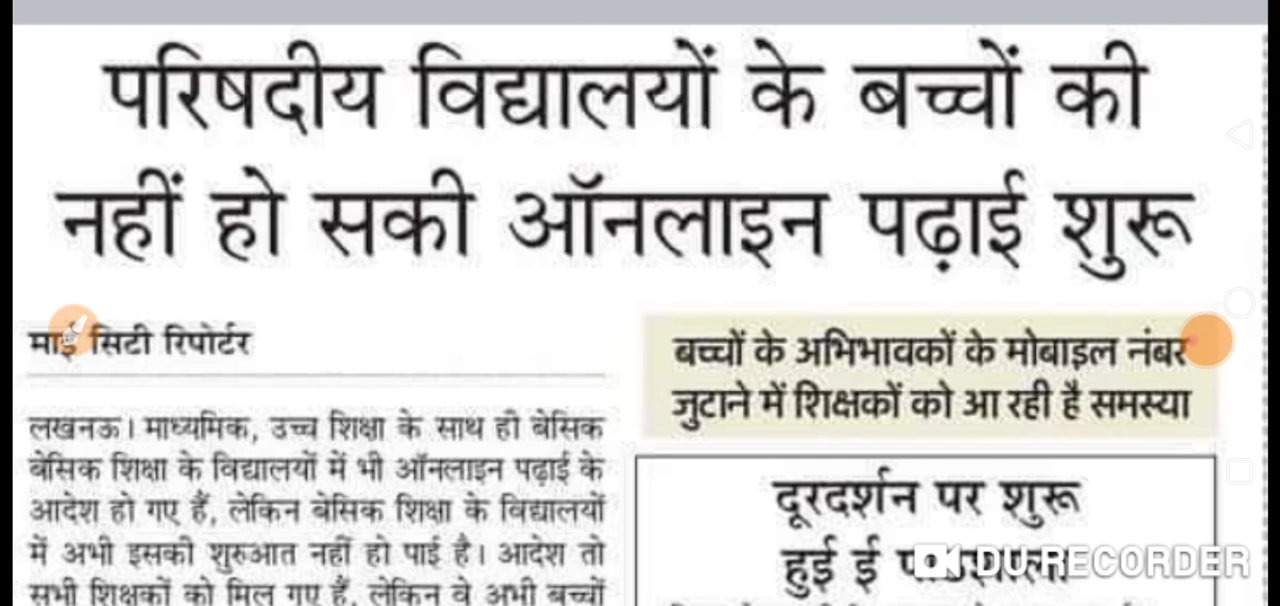 परिषदीय विद्यालयों के बच्चों की
नहीं हो सकी ऑनलाइन पढ़ाई शुरू
माई सिटी रिपोर्टर
लखनऊ। माध्यमिक, उच्च शिक्षा के साथ ही बेसिक
बेसिक शिक्षा के विद्यालयों में भी ऑनलाइन पढ़ाई के
आदेश हो गए हैं, लेकिन बेसिक शिक्षा के विद्यालयों
में अभी इसकी शुरुआत नहीं हो पाई है। आदेश तो
सभी शिक्षकों को मिल गए हैं, लेकिन वे अभी बच्चों
बच्चों के अभिभावकों के मोबाइल नंबर
जुटाने में शिक्षकों को आ रही है समस्या
दूरदर्शन पर शुरू
हुई ई पाठशाला
DU RECORDER